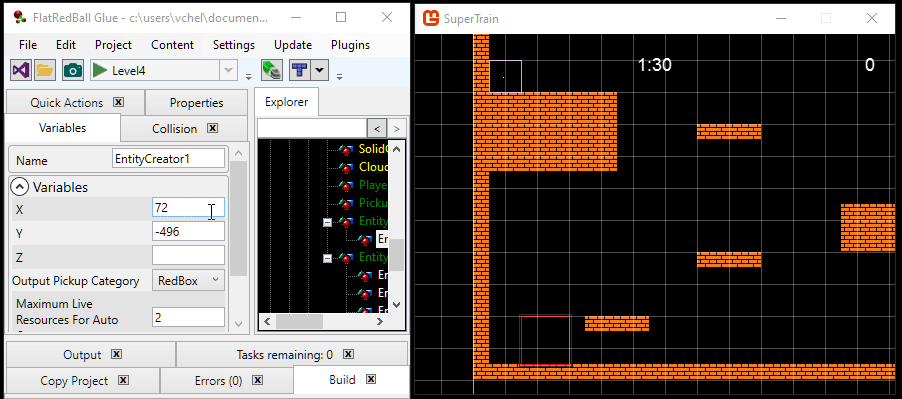 FlatRedBall Glue - c:\users\vchel\documen...
File Edit Project Content Settings Update Plugins
Level4
Quick Actions Properties
Variables Collision
Name EntityCreator1
Variables
X 72
Y -496
Z
Output Pickup Category RedBox
Maximum Live
Resources For Auto 2
Explorer
<
>
Solid
Cloud
Playe
Picku
Entity
Er
Entity
Er
Er
Er
Output Tasks remaining: 0
Copy Project Errors (0) Build
SuperTrain
1:30 0